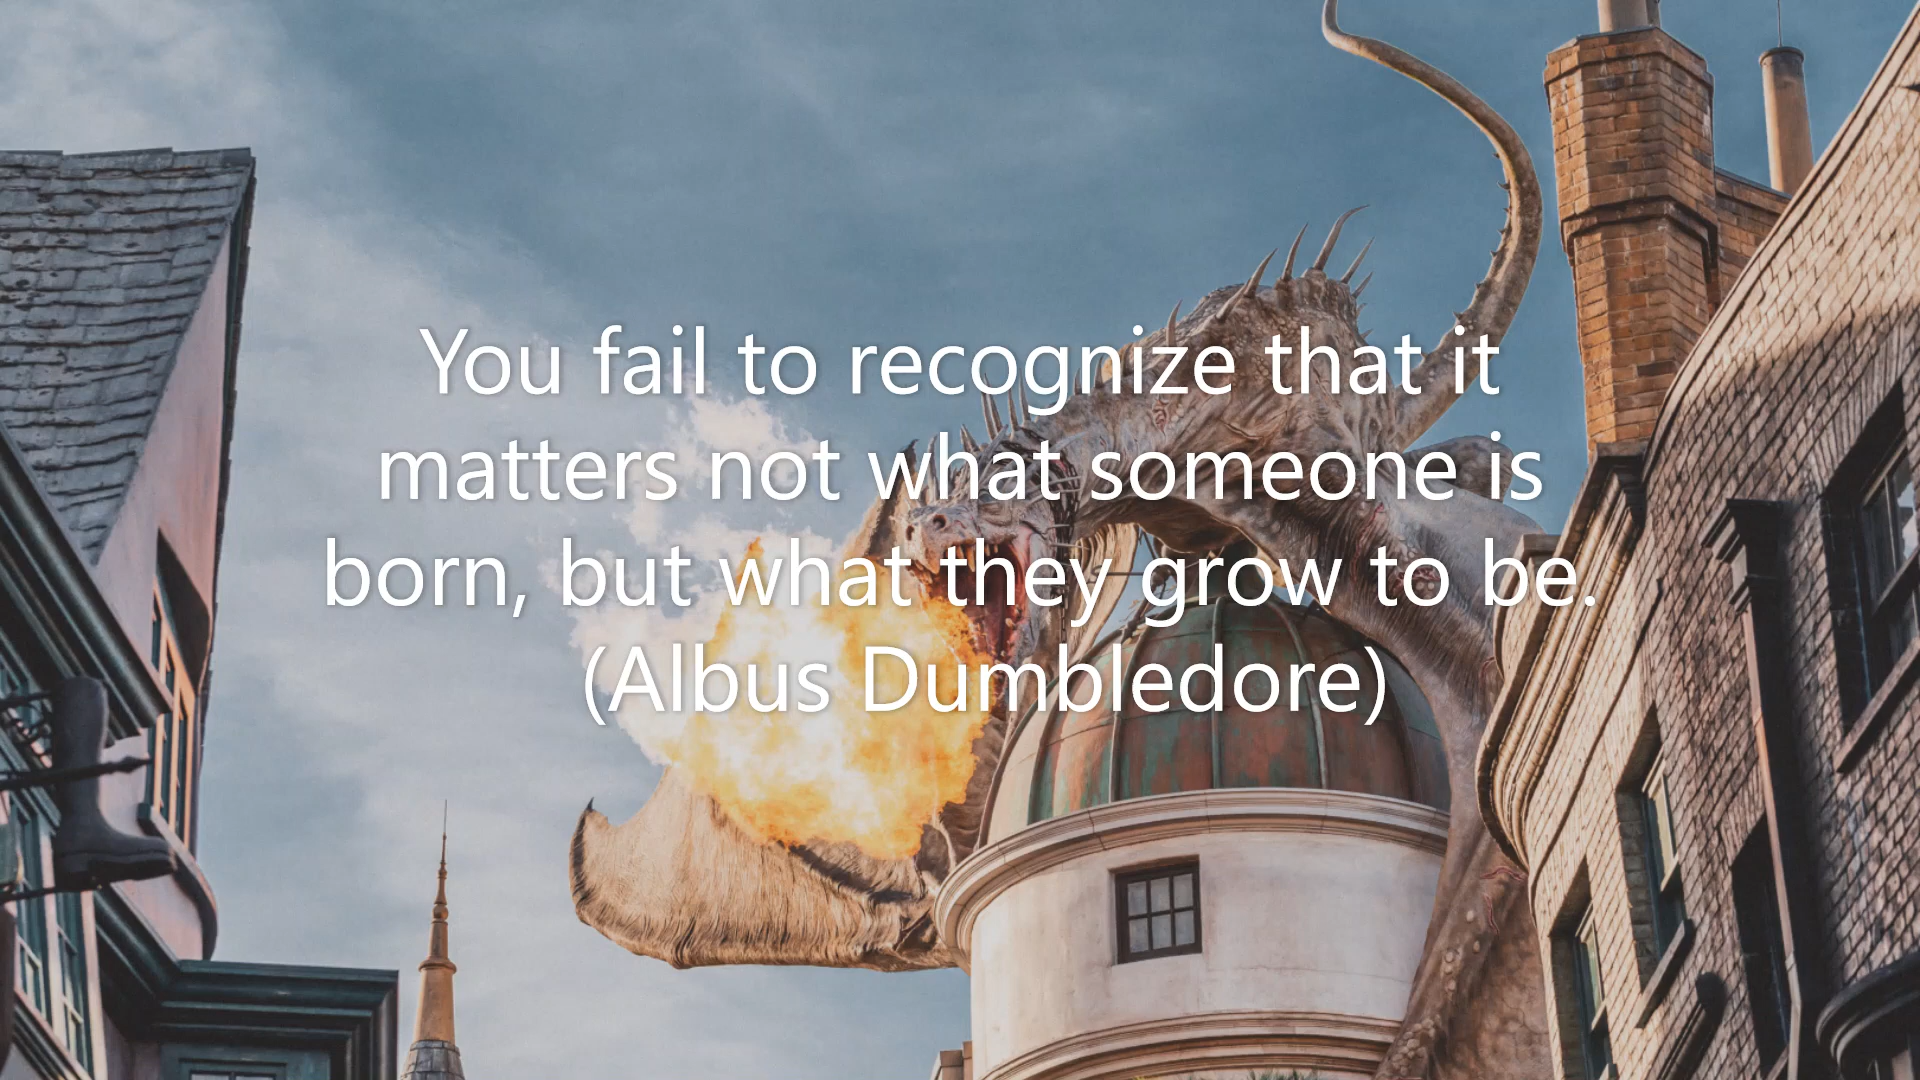 You fail to recognize that it
matters not what someone is
born, but what they grow to be.
(Albus Dumbledore)